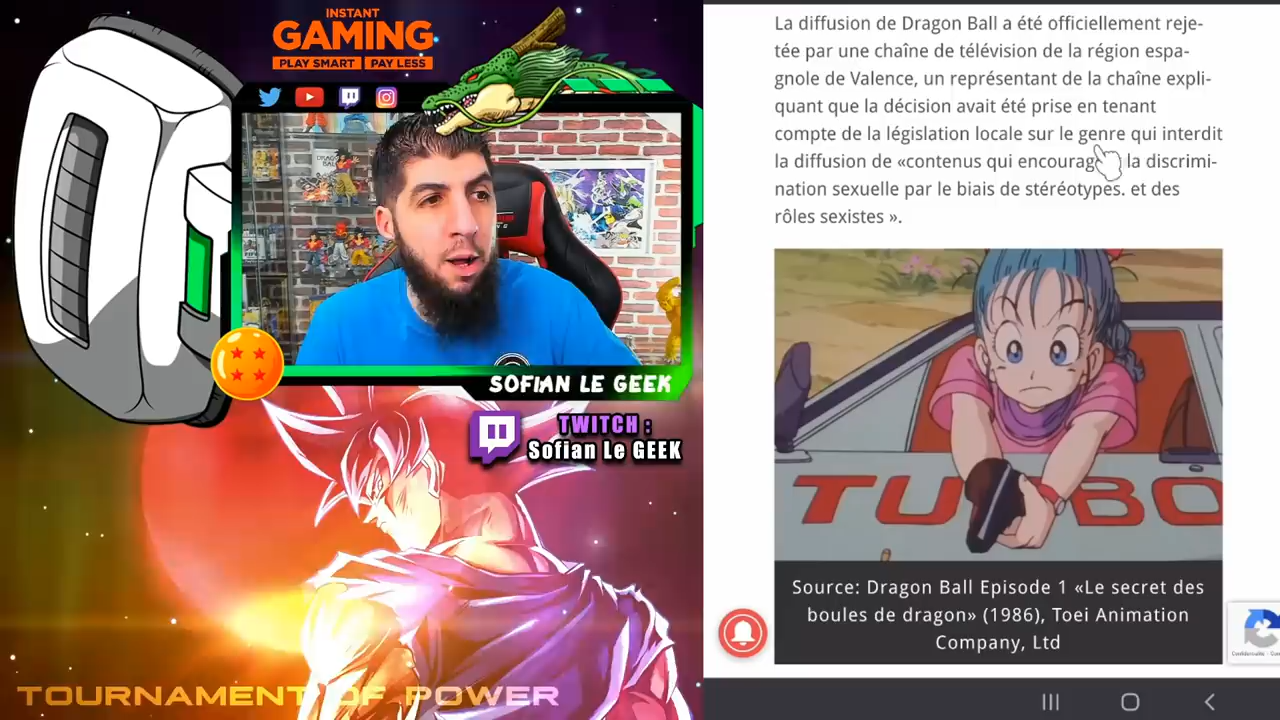 INSTANT
GAMING
PLAY SMART PAY LESS
SOFIAN LE GEEK
TWITCH :
Sofian Le GEEK
TOURNAMENT OF POWER
La diffusion de Dragon Ball a été officiellement reje-
tée par une chaîne de télévision de la région espa-
gnole de Valence, un représentant de la chaîne expli-
quant que la décision avait été prise en tenant
compte de la législation locale sur le genre qui interdit
la diffusion de «contenus qui encourag la discrimi-
nation sexuelle par le biais de stéréotypes. et des
rôles sexistes ».
TURBO
Source: Dragon Ball Episode 1 «Le secret des
boules de dragon» (1986), Toei Animation
Company, Ltd